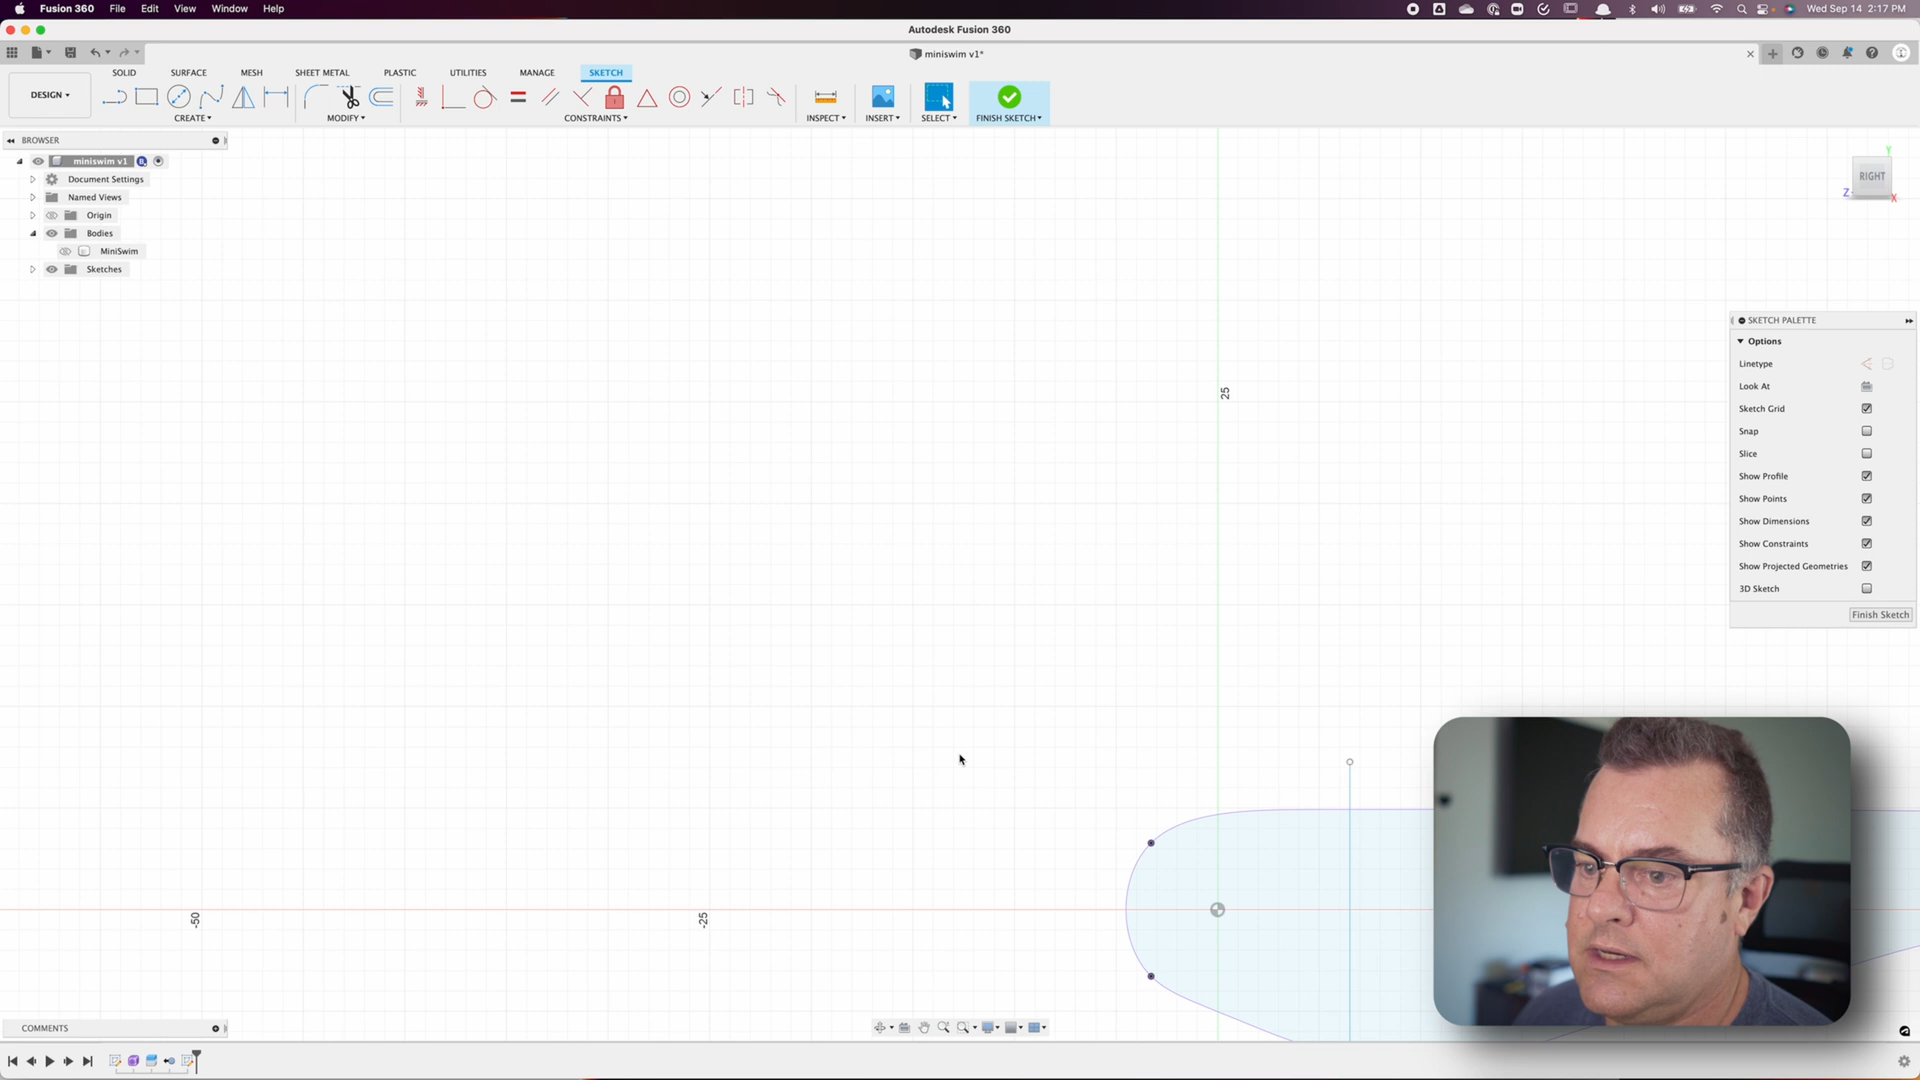 Fusion 360 File Edit View Window Help
Wed Sep 14 2:17 PM
Autodesk Fusion 360
miniswim v1*
SOLID SURFACE MESH SHEET METAL PLASTIC UTILITIES MANAGE SKETCH
DESIGN
CREATE MODIFY CONSTRAINTS INSPECT INSERT SELECT FINISH SKETCH
BROWSER
miniswim v1
Document Settings
Named Views
Origin
Bodies
MiniSwim
Sketches
Y
RIGHT
Z
X
25
SKETCH PALETTE
Options
Linetype
Look At
Sketch Grid
Snap
Slice
Show Profile
Show Points
Show Dimensions
Show Constraints
Show Projected Geometries
3D Sketch
Finish Sketch
-50
-25
COMMENTS